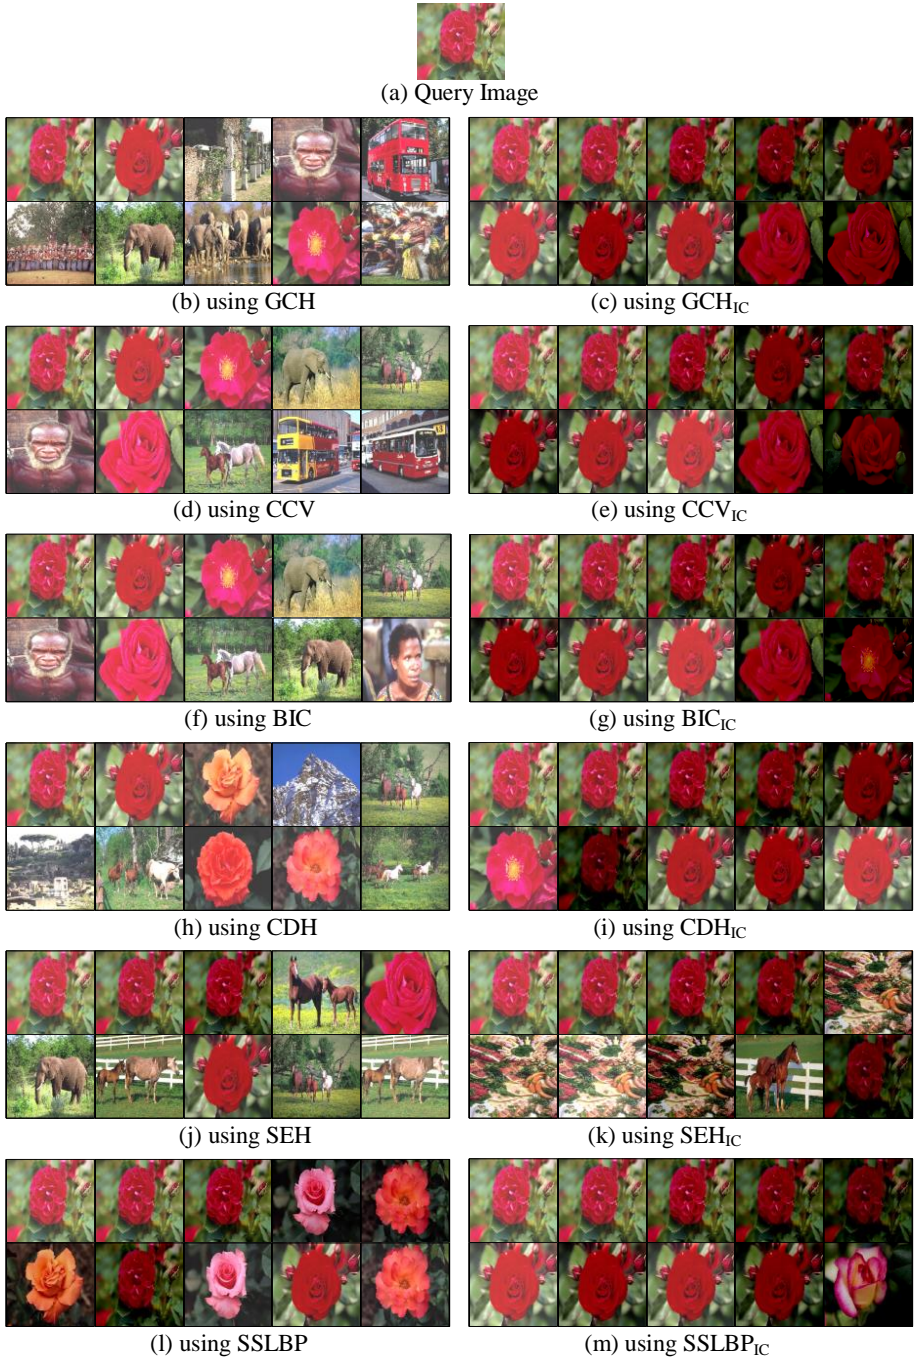 (a) Query Image
(b) using GCH
(c) using GCH_IC
(d) using CCV
(e) using CCV_IC
(f) using BIC
(g) using BIC_IC
(h) using CDH
(i) using CDH_IC
(j) using SEH
(k) using SEH_IC
(l) using SSLBP
(m) using SSLBP_IC